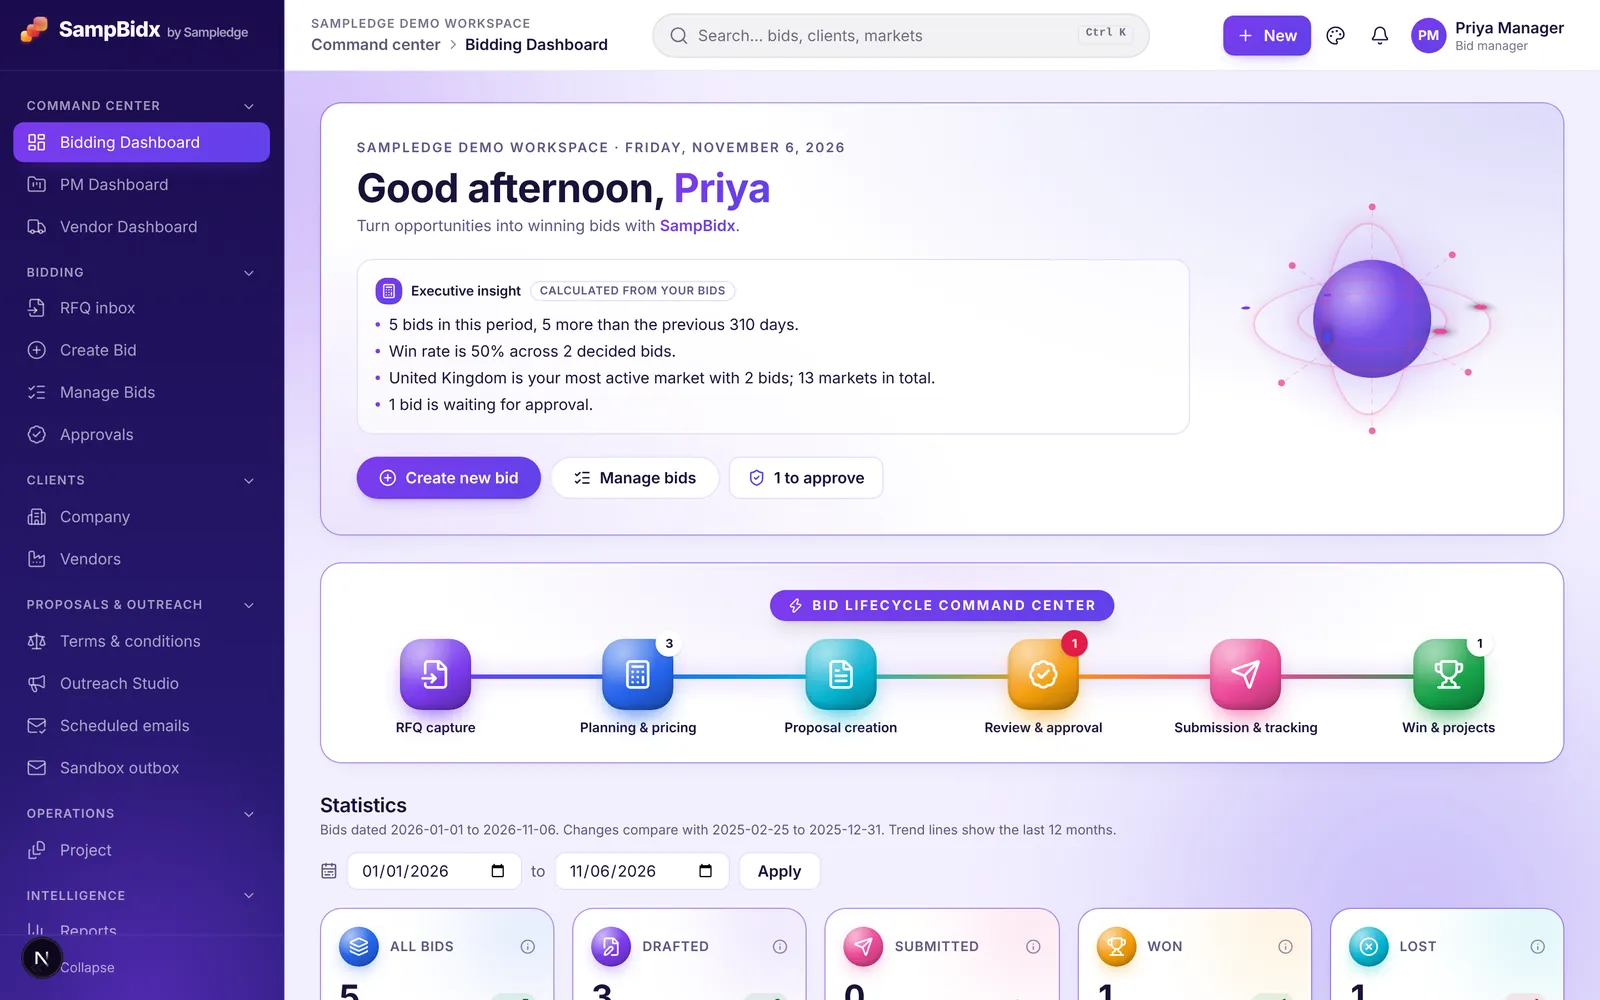 SampBidx by Sampledge
SAMPLEDGE DEMO WORKSPACE
Command center > Bidding Dashboard
Search... bids, clients, markets
Ctrl K
New
PM
Priya Manager
Bid manager
COMMAND CENTER
Bidding Dashboard
PM Dashboard
Vendor Dashboard
BIDDING
RFQ inbox
Create Bid
Manage Bids
Approvals
CLIENTS
Company
Vendors
PROPOSALS & OUTREACH
Terms & conditions
Outreach Studio
Scheduled emails
Sandbox outbox
OPERATIONS
Project
INTELLIGENCE
Reports
N
Collapse
SAMPLEDGE DEMO WORKSPACE · FRIDAY, NOVEMBER 6, 2026
Good afternoon, Priya
Turn opportunities into winning bids with SampBidx.
Executive insight CALCULATED FROM YOUR BIDS
• 5 bids in this period, 5 more than the previous 310 days.
• Win rate is 50% across 2 decided bids.
• United Kingdom is your most active market with 2 bids; 13 markets in total.
• 1 bid is waiting for approval.
Create new bid
Manage bids
1 to approve
BID LIFECYCLE COMMAND CENTER
3
1
1
RFQ capture
Planning & pricing
Proposal creation
Review & approval
Submission & tracking
Win & projects
Statistics
Bids dated 2026-01-01 to 2026-11-06. Changes compare with 2025-02-25 to 2025-12-31. Trend lines show the last 12 months.
01/01/2026 to 11/06/2026 Apply
ALL BIDS
DRAFTED
SUBMITTED
WON
LOST
5
3
0
1
1